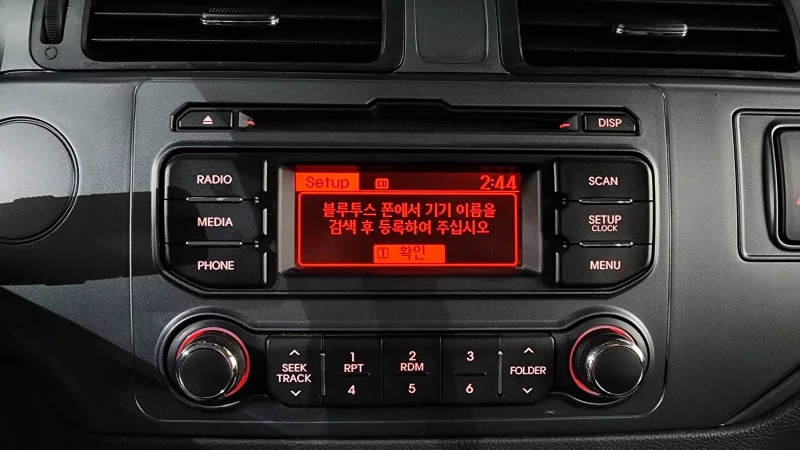 DISP
RADIO
MEDIA
PHONE
Setup CD 2:44
블루투스 폰에서 기기 이름을
검색 후 등록하여 주십시오
1 확인
SCAN
SETUP
CLOCK
MENU
SEEK
TRACK
1
RPT
4
2
RDM
5
3
6
FOLDER